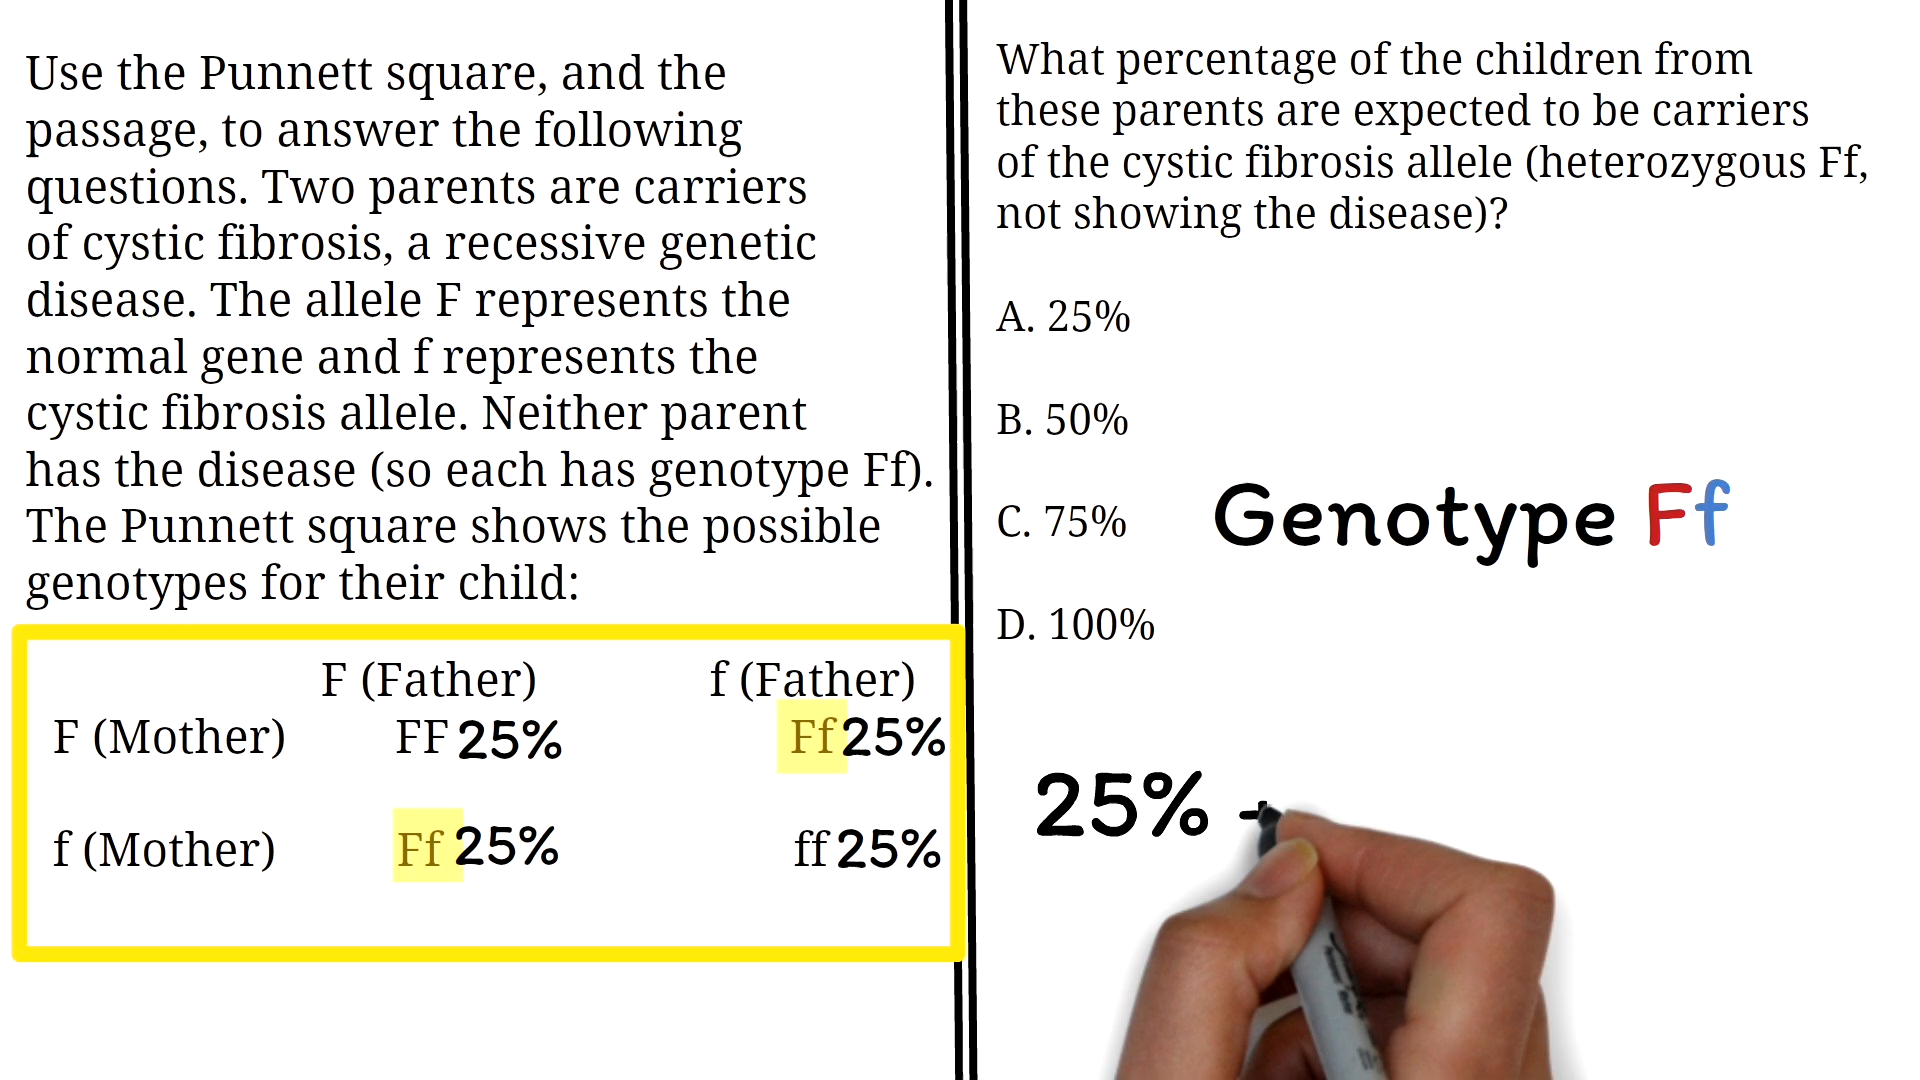 Use the Punnett square, and the
passage, to answer the following
questions. Two parents are carriers
of cystic fibrosis, a recessive genetic
disease. The allele F represents the
normal gene and f represents the
cystic fibrosis allele. Neither parent
has the disease (so each has genotype Ff).
The Punnett square shows the possible
genotypes for their child:
F (Father) f (Father)
F (Mother) FF 25% Ff 25%
f (Mother) Ff 25% ff 25%
What percentage of the children from
these parents are expected to be carriers
of the cystic fibrosis allele (heterozygous Ff,
not showing the disease)?
A. 25%
B. 50%
C. 75%
D. 100%
Genotype Ff
25% +